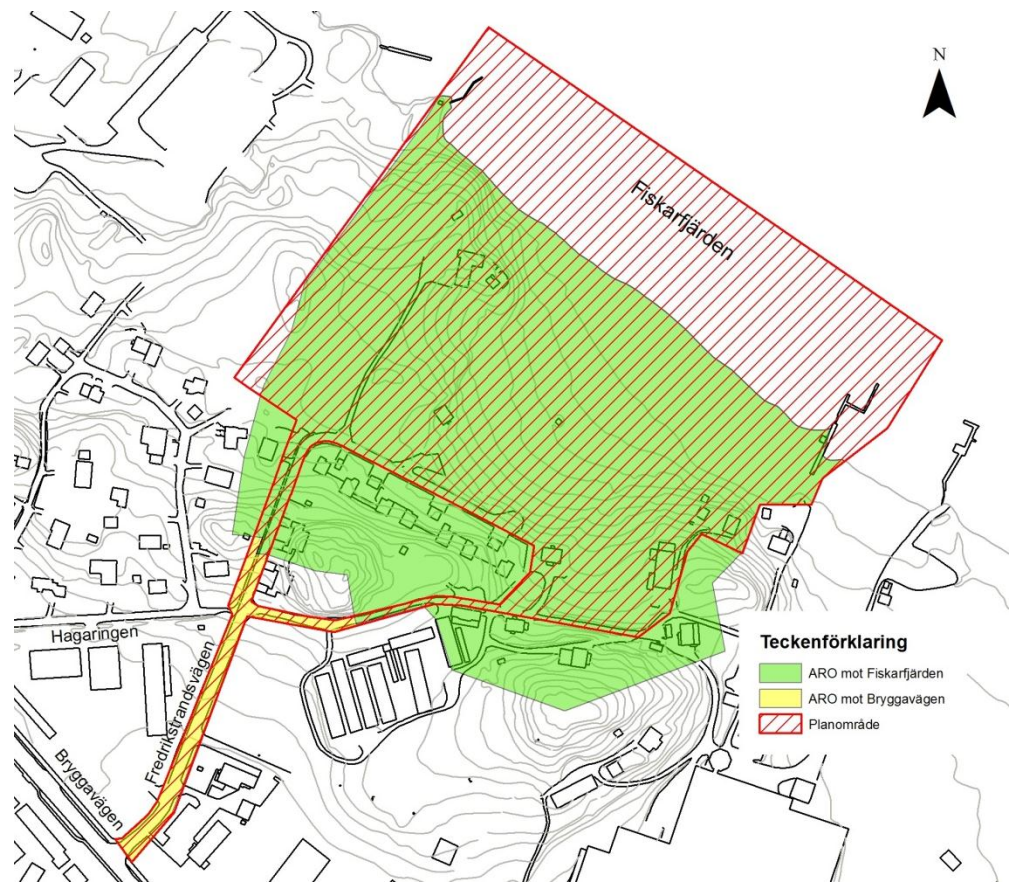 N
Fiskarfjärden
Hagaringen
Fredrikstrandsvägen
Bryggavägen
Teckenförklaring
ARO mot Fiskarfjärden
ARO mot Bryggavägen
Planområde